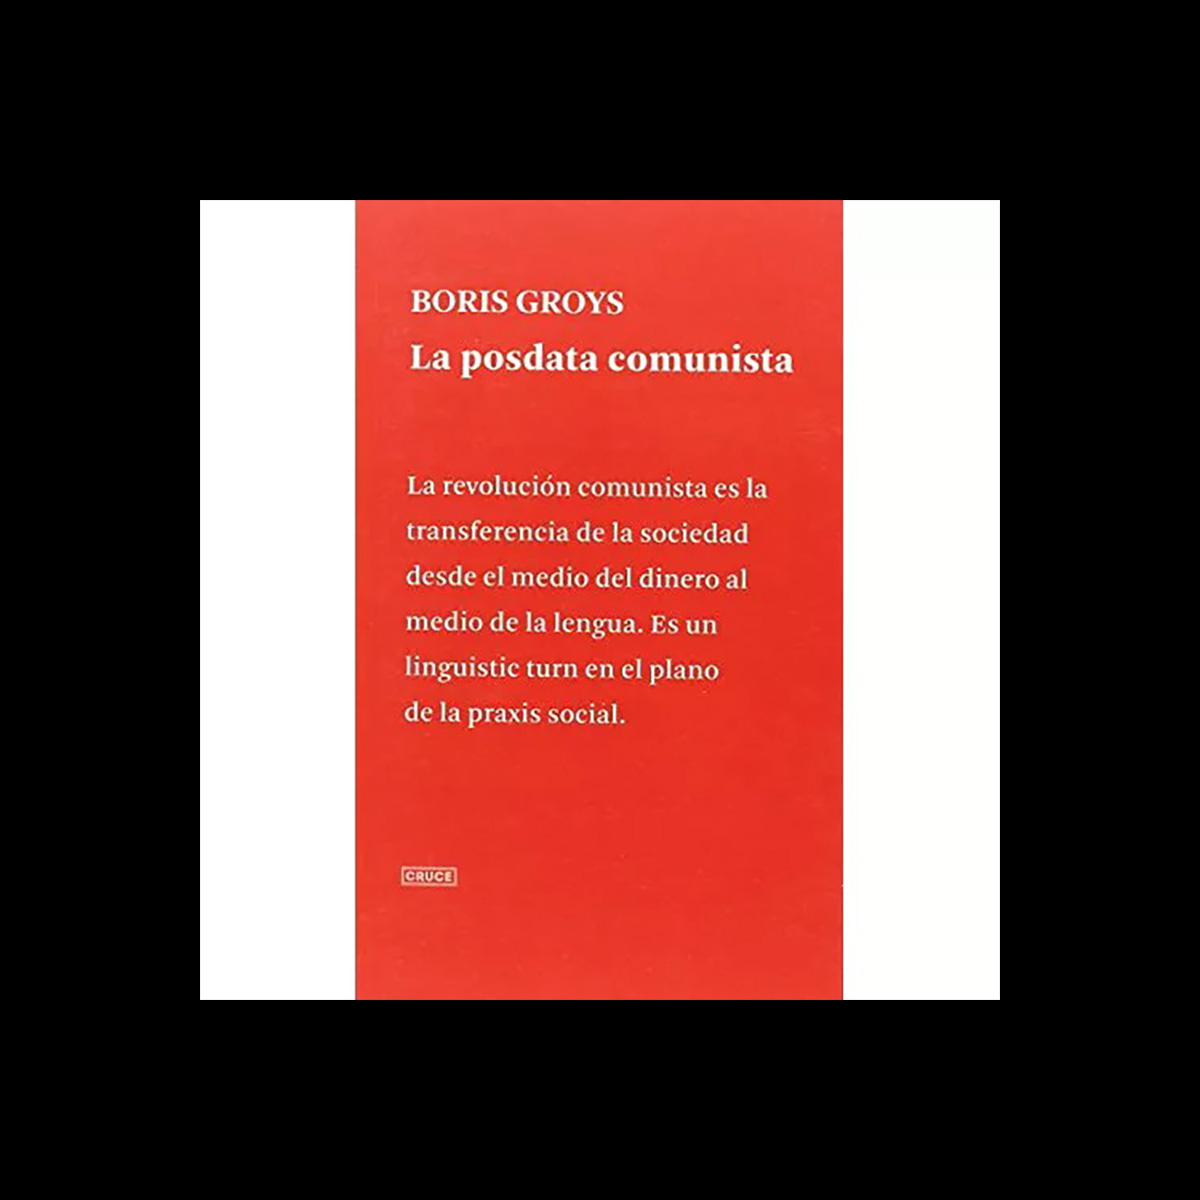 BORIS GROYS
La posdata comunista
La revolución comunista es la
transferencia de la sociedad
desde el medio del dinero al
medio de la lengua. Es un
linguistic turn en el plano
de la praxis social.
CRUCE